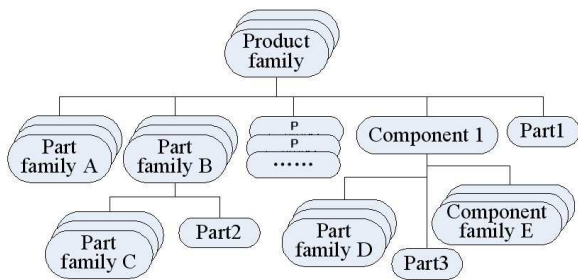 Product
family
Part
family A
Part
family B
P
P
······
Component 1
Part1
Part
family C
Part2
Part
family D
Part3
Component
family E